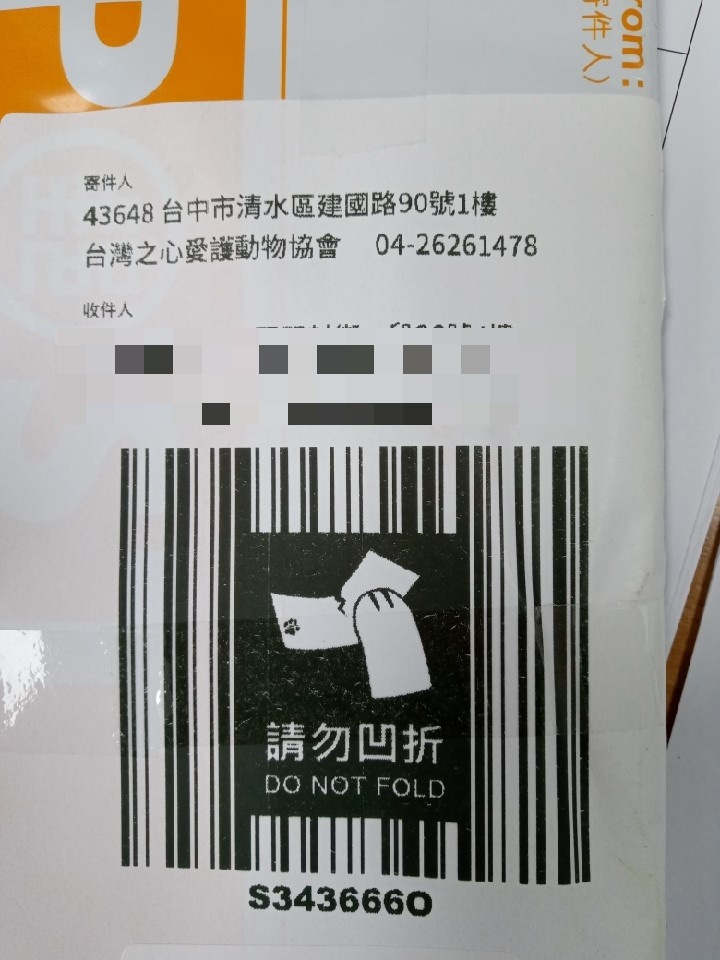 P
rom:
寄件人)
寄件人
43648 台中市清水區建國路90號1樓
台灣之心愛護動物協會 04-26261478
收件人
請勿凹折
DO NOT FOLD
S3436660